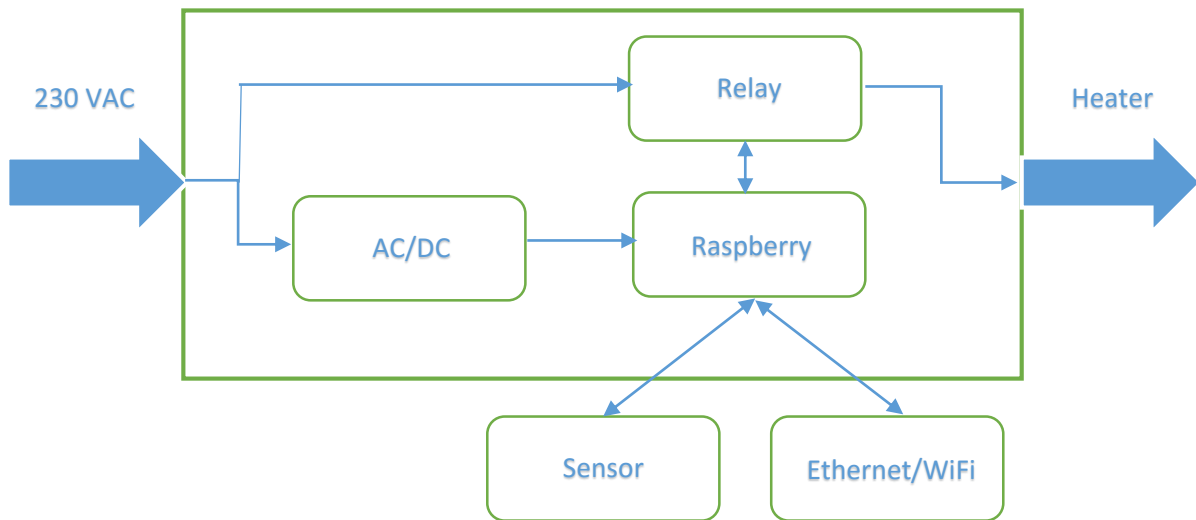 230 VAC
Relay
Heater
AC/DC
Raspberry
Sensor
Ethernet/WiFi